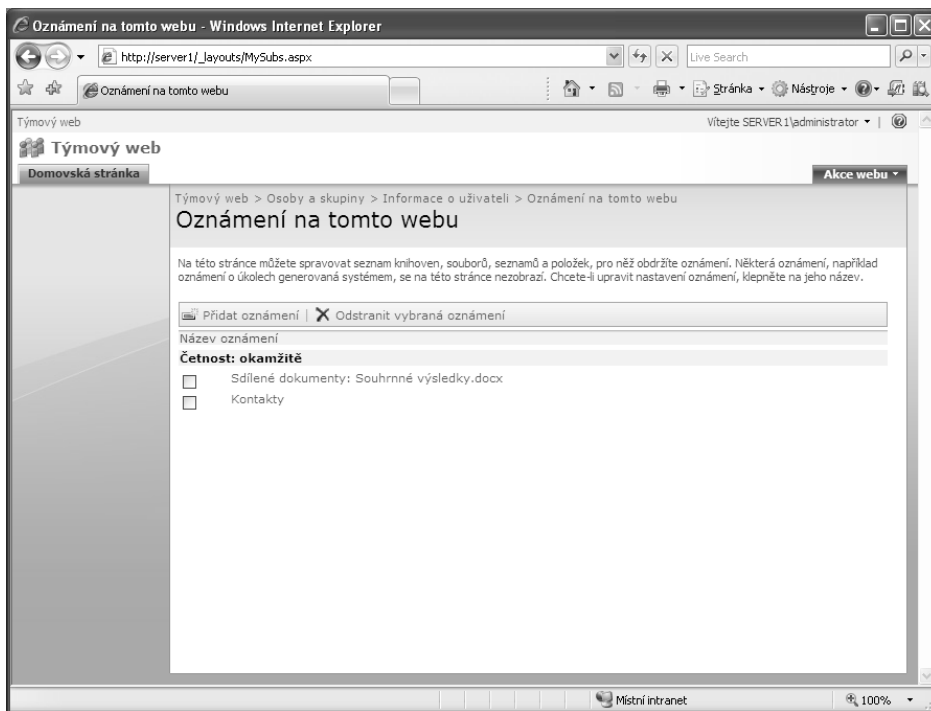 Oznámení na tomto webu - Windows Internet Explorer
http://server1/_layouts/MySubs.aspx
Live Search
Oznámení na tomto webu
Stránka
Nástroje
Týmový web
Vítejte SERVER1\administrator
Týmový web
Domovská stránka
Akce webu
Týmový web > Osoby a skupiny > Informace o uživateli > Oznámení na tomto webu
Oznámení na tomto webu
Na této stránce můžete spravovat seznam knihoven, souborů, seznamů a položek, pro něž obdržíte oznámení. Některá oznámení, například
oznámení o úkolech generovaná systémem, se na této stránce nezobrazí. Chcete-li upravit nastavení oznámení, klepněte na jeho název.
Přidat oznámení | Odstranit vybraná oznámení
Název oznámení
Četnost: okamžitě
Sdílené dokumenty: Souhrnné výsledky.docx
Kontakty
Místní intranet
100%